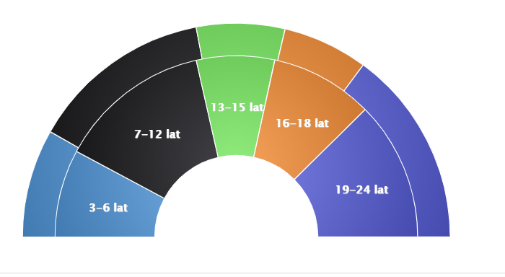 3–6 lat
7–12 lat
13–15 lat
16–18 lat
19–24 lat